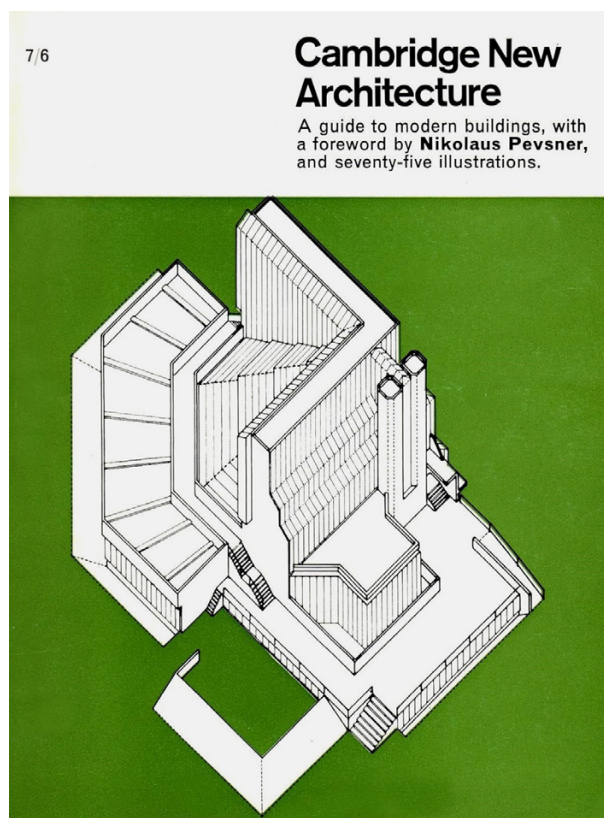 7/6
Cambridge New
Architecture
A guide to modern buildings, with
a foreword by Nikolaus Pevsner,
and seventy-five illustrations.